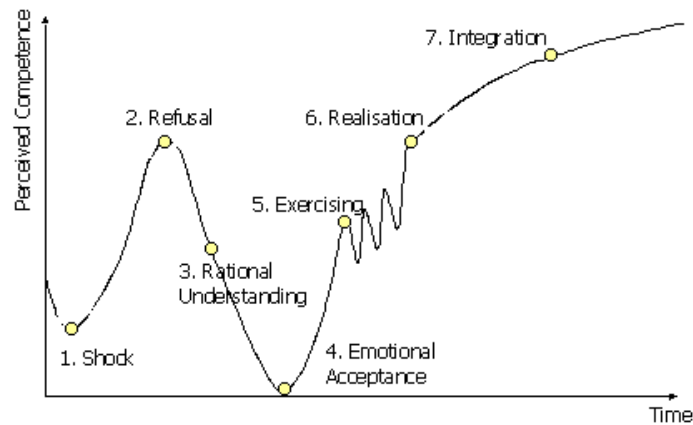 Perceived Competence
7. Integration
2. Refusal
6. Realisation
5. Exercising
3. Rational
Understanding
4. Emotional
Acceptance
1. Shock
Time